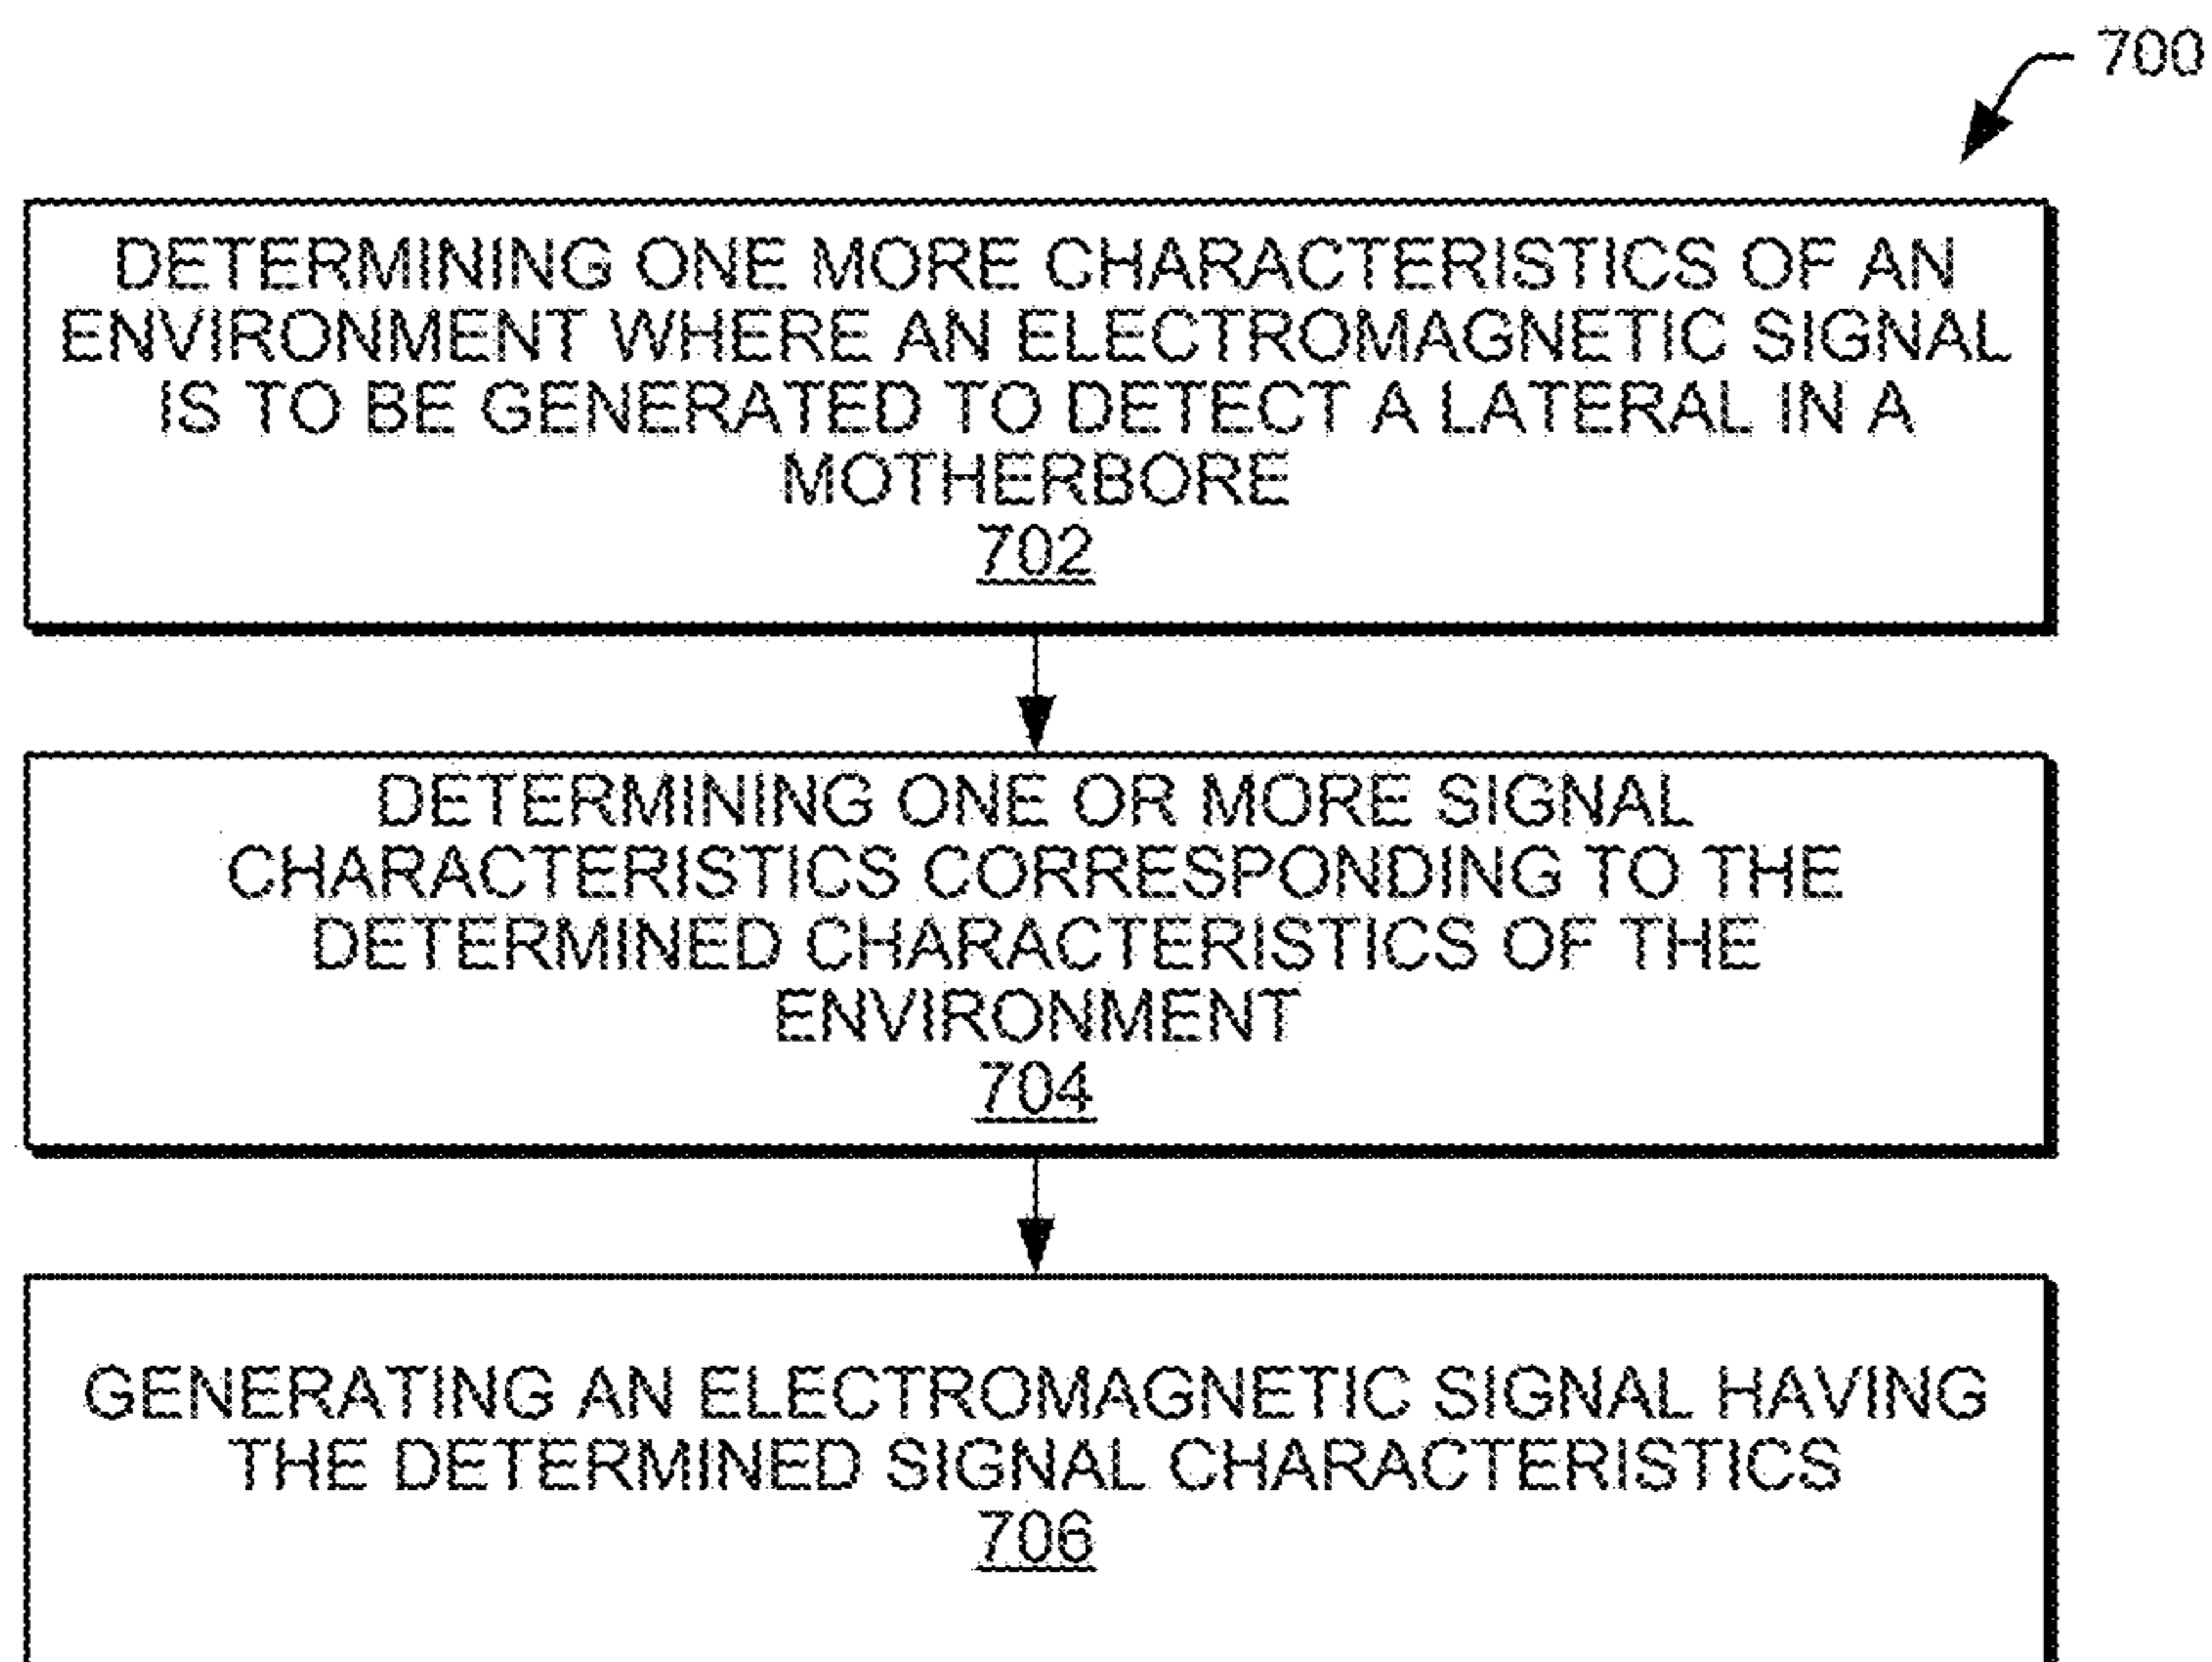 700
DETERMINING ONE MORE CHARACTERISTICS OF AN
ENVIRONMENT WHERE AN ELECTROMAGNETIC SIGNAL
IS TO BE GENERATED TO DETECT A LATERAL IN A
MOTHERBORE
702
DETERMINING ONE OR MORE SIGNAL
CHARACTERISTICS CORRESPONDING TO THE
DETERMINED CHARACTERISTICS OF THE
ENVIRONMENT
704
GENERATING AN ELECTROMAGNETIC SIGNAL HAVING
THE DETERMINED SIGNAL CHARACTERISTICS
706